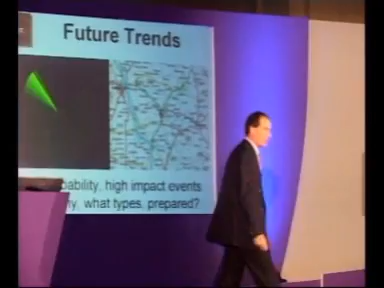 Future Trends
bability, high impact events
ty, what types, prepared?